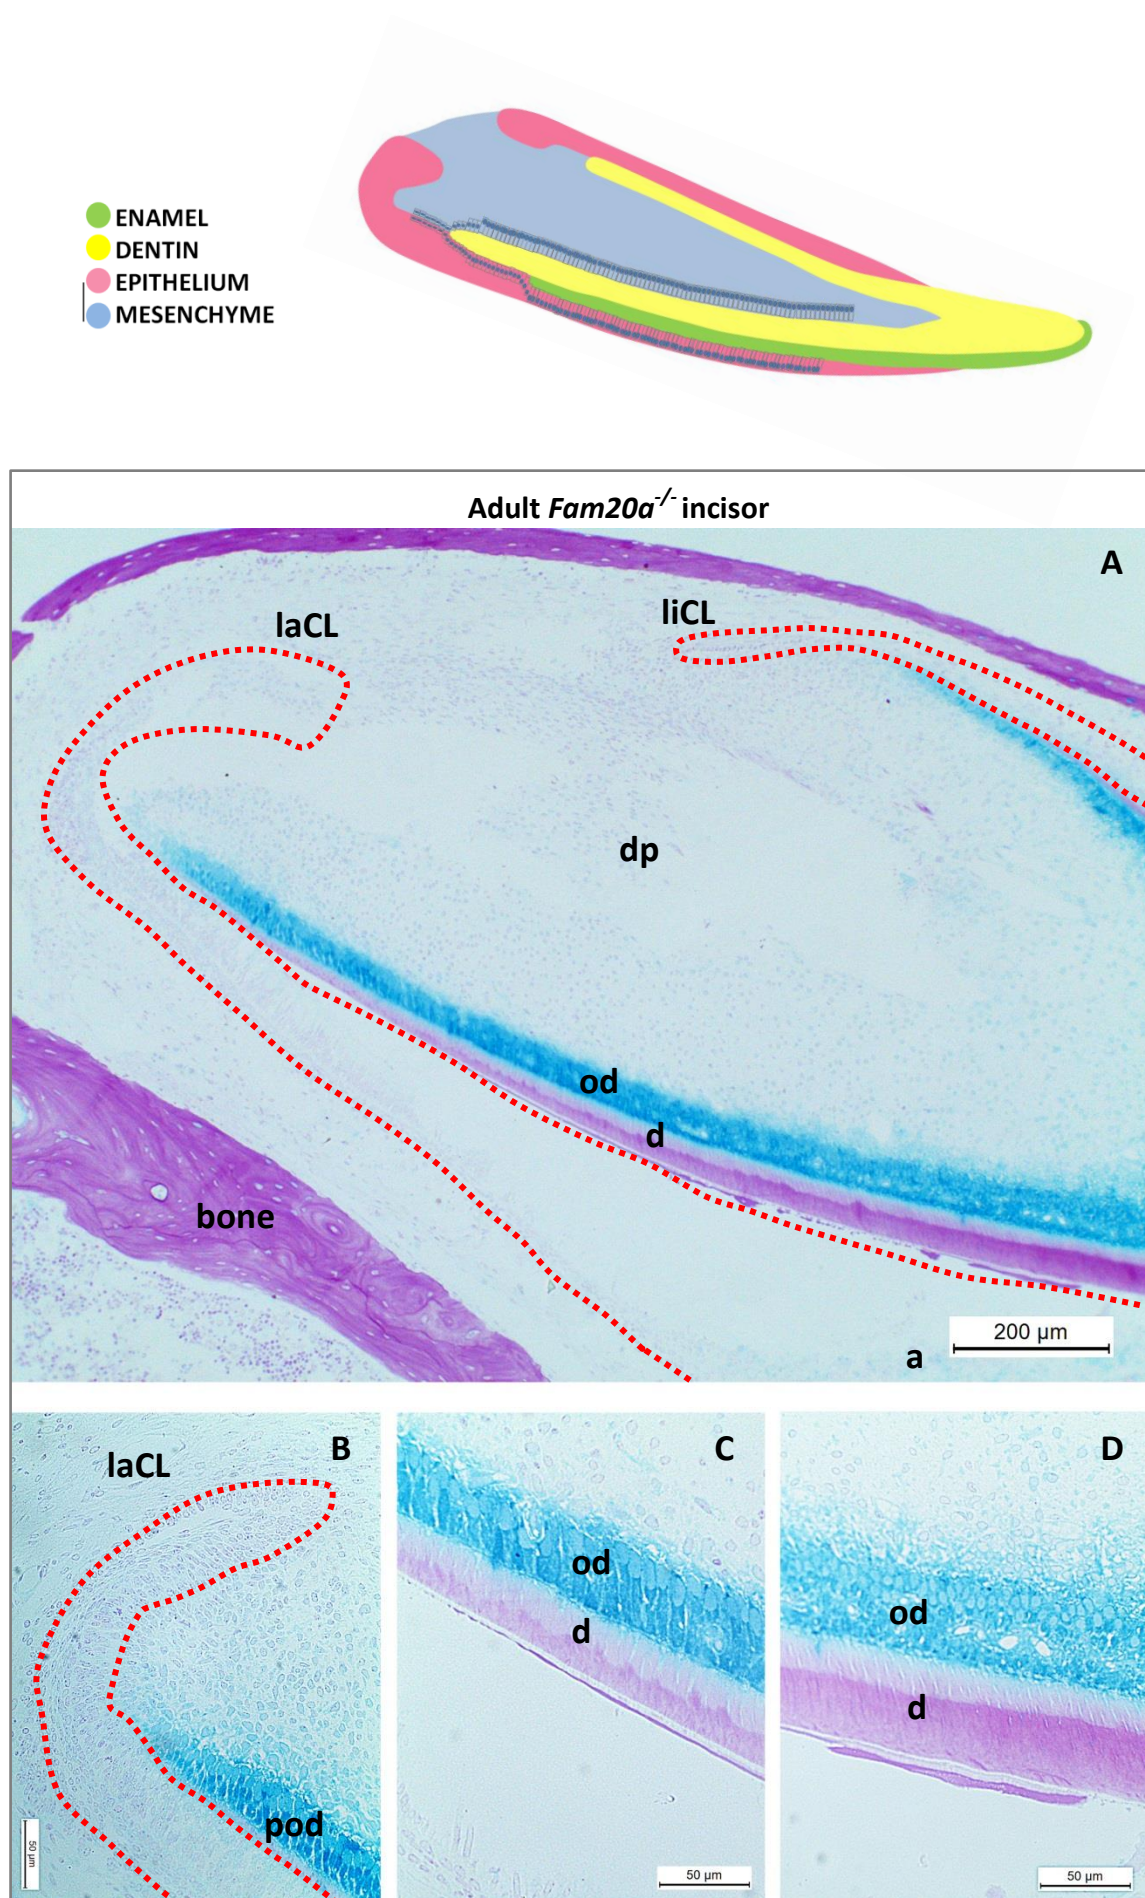 ENAMEL
DENTIN
EPITHELIUM
MESENCHYME
Adult Fam20a-/- incisor
A
laCL
liCL
dp
od
d
bone
a
200 µm
B
laCL
pod
50 µm
C
od
d
50 µm
D
od
d
50 µm